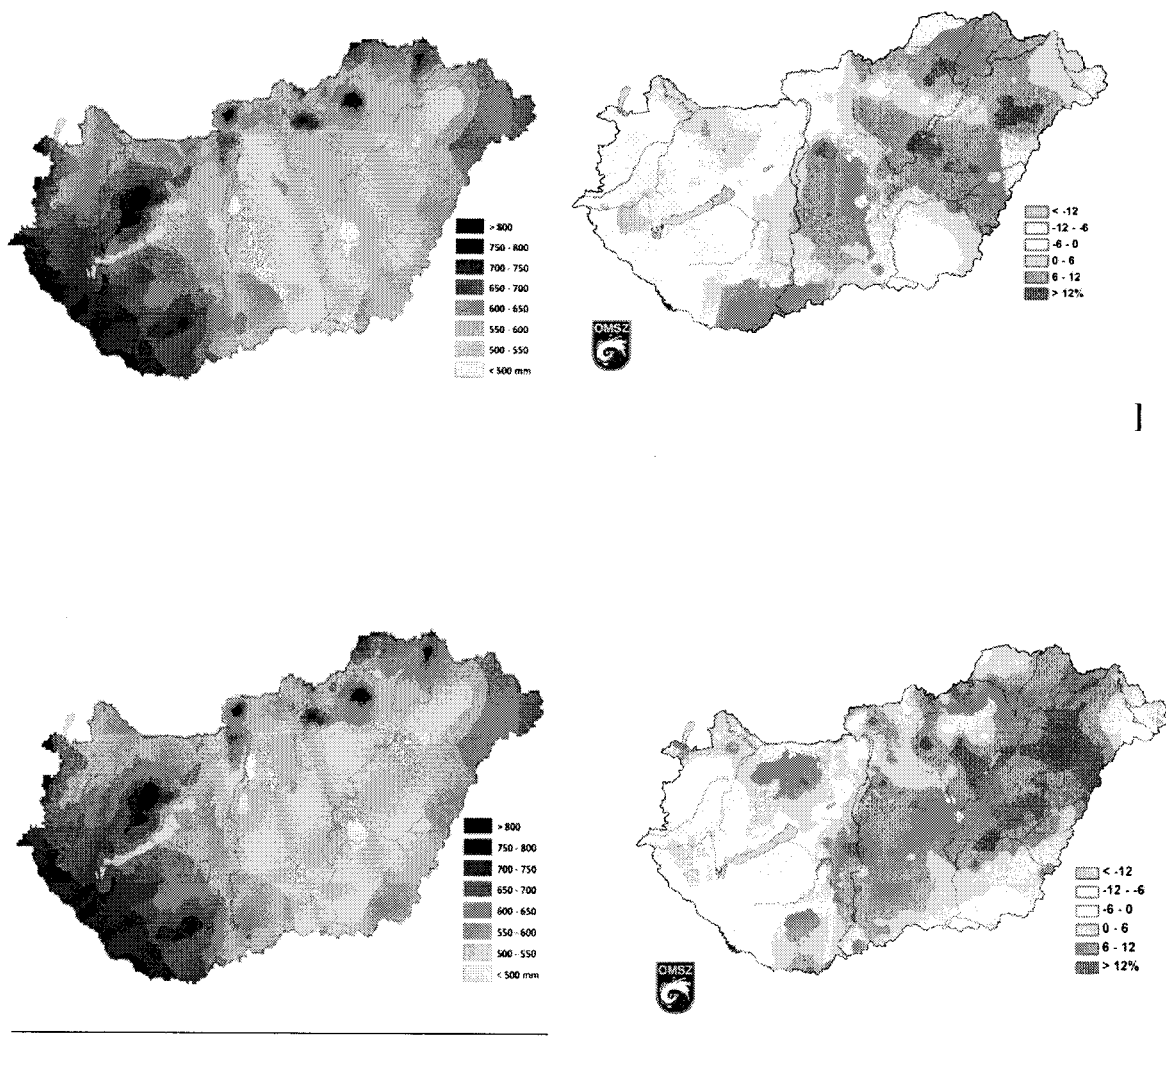 > 800
750 - 800
700 - 750
650 - 700
600 - 650
550 - 600
500 - 550
< 500 mm
< -12
-12 - -6
-6 - 0
0 - 6
6 - 12
> 12%
OMSZ
]
> 800
750 - 800
700 - 750
650 - 700
600 - 650
550 - 600
500 - 550
< 500 mm
< -12
-12 - -6
-6 - 0
0 - 6
6 - 12
> 12%
OMSZ